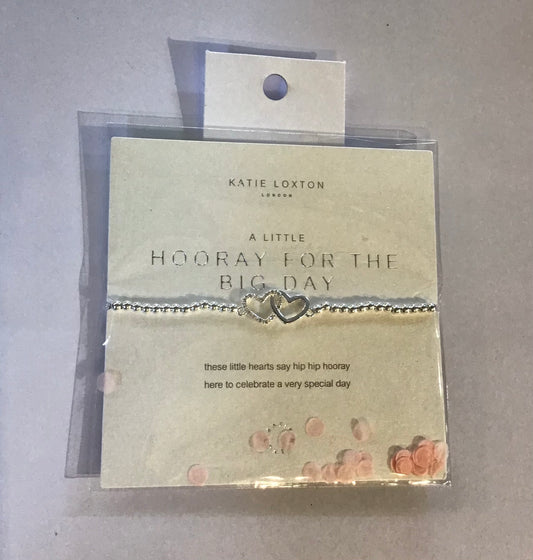 KATIE LOXTON
LONDON
A LITTLE
HOORAY FOR THE
BIG DAY
these little hearts say hip hip hooray
here to celebrate a very special day